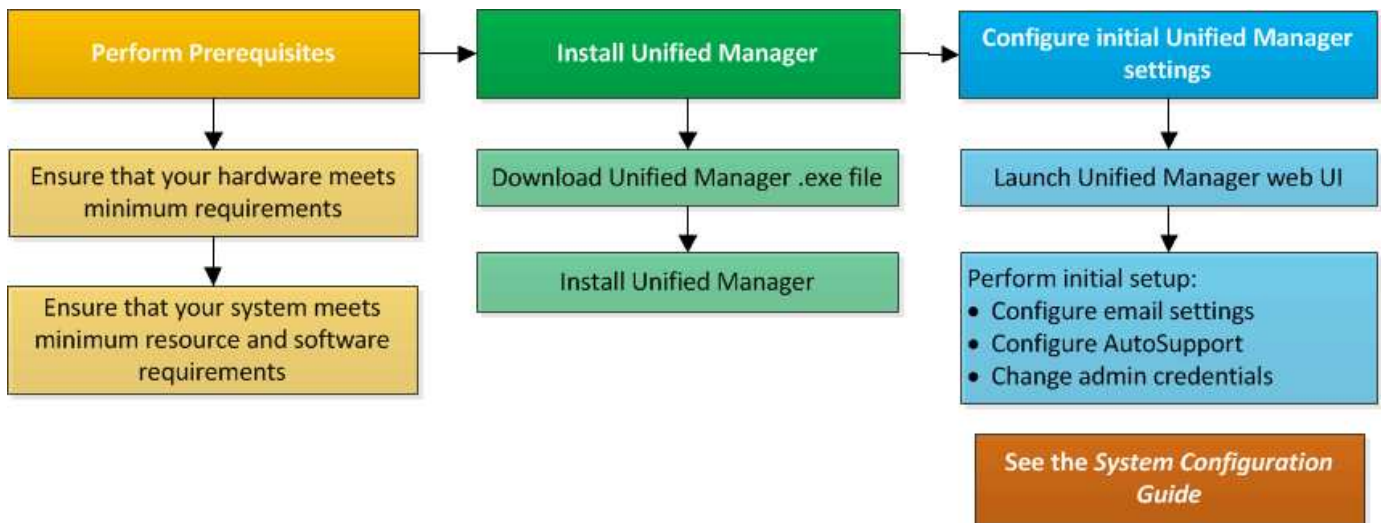 Perform Prerequisites
Install Unified Manager
Configure initial Unified Manager
settings
Ensure that your hardware meets
minimum requirements
Download Unified Manager .exe file
Launch Unified Manager web UI
Ensure that your system meets
minimum resource and software
requirements
Install Unified Manager
Perform initial setup:
• Configure email settings
• Configure AutoSupport
• Change admin credentials
See the System Configuration
Guide